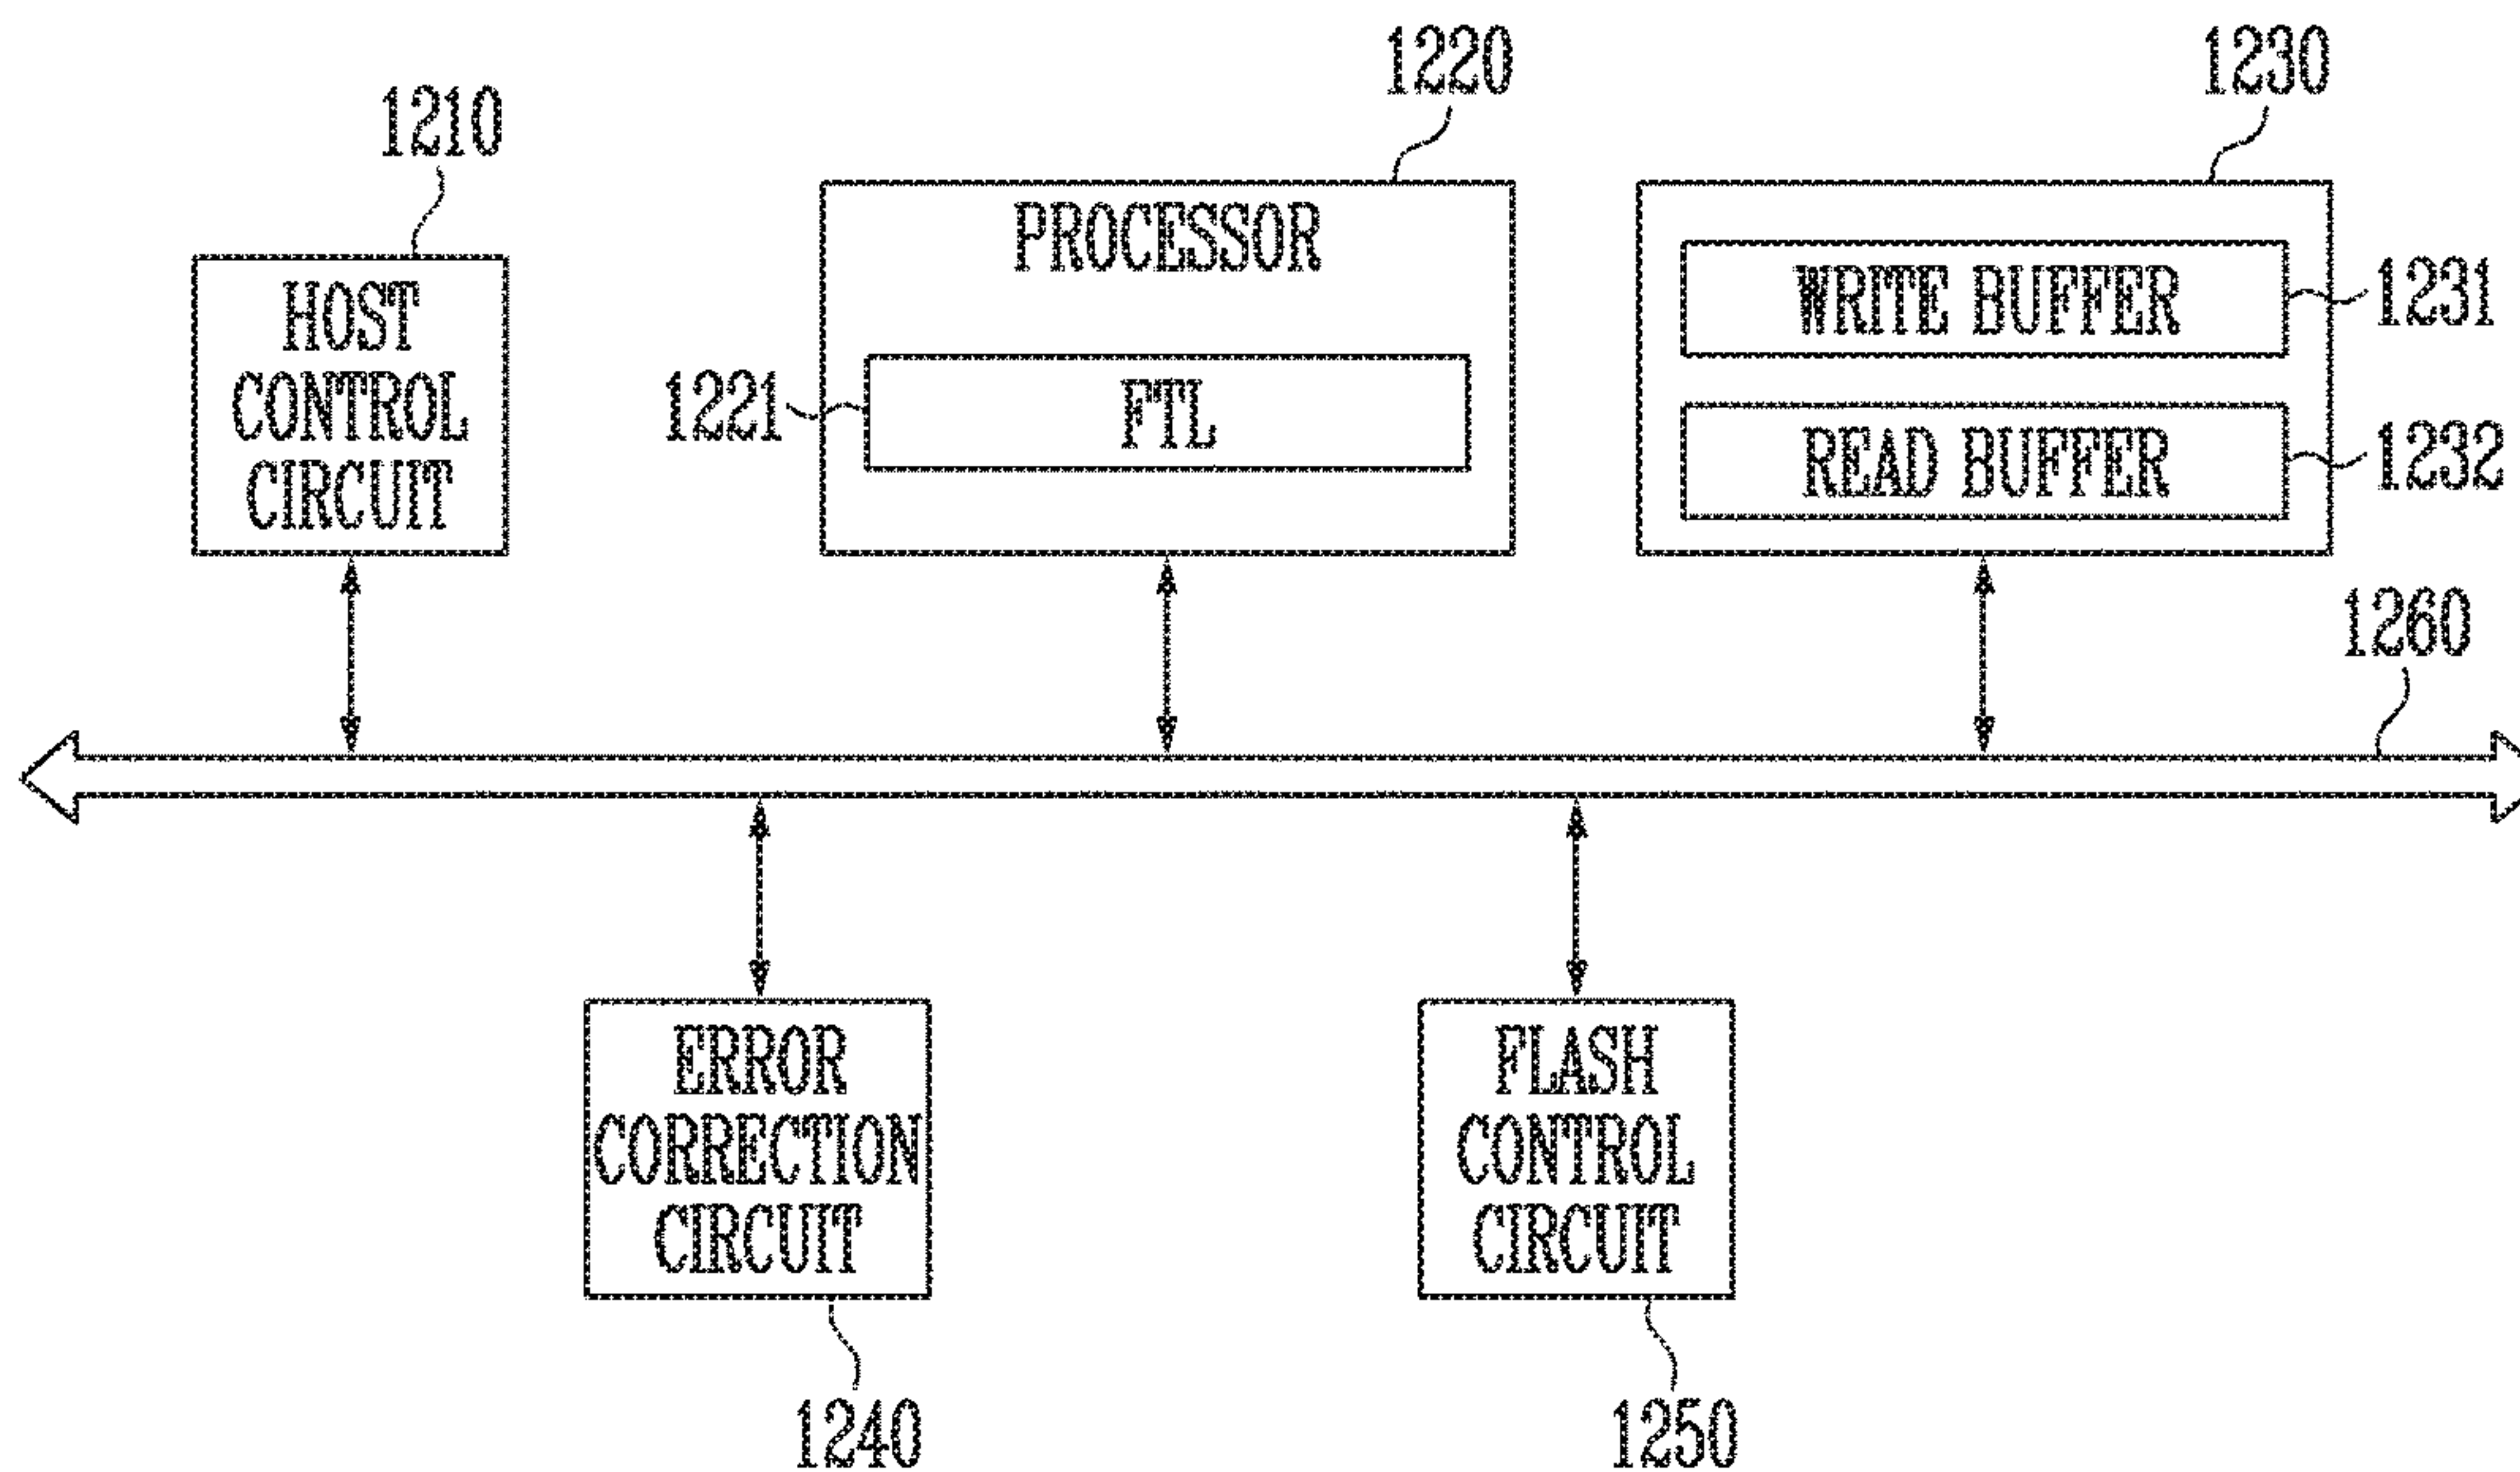 1210
1220
1230
HOST
CONTROL
CIRCUIT
PROCESSOR
1221
FTL
WRITE BUFFER
1231
READ BUFFER
1232
1260
ERROR
CORRECTION
CIRCUIT
FLASH
CONTROL
CIRCUIT
1240
1250